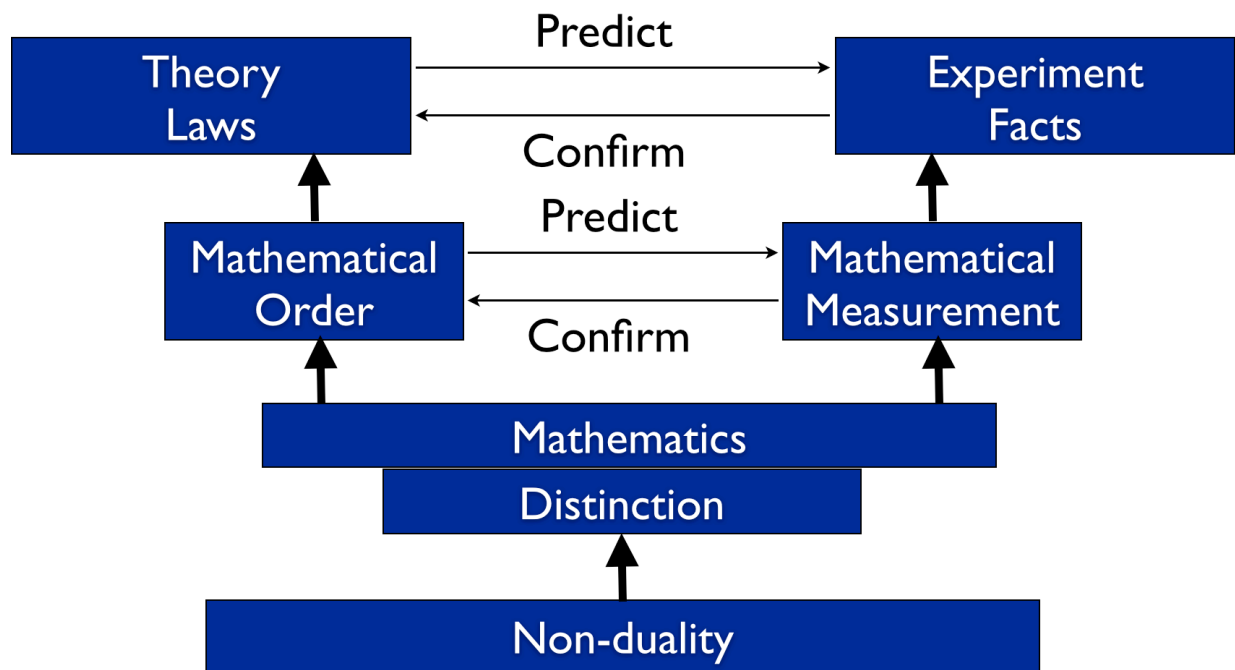 Predict
Theory
Laws
Experiment
Facts
Confirm
Predict
Mathematical
Order
Mathematical
Measurement
Confirm
Mathematics
Distinction
Non-duality